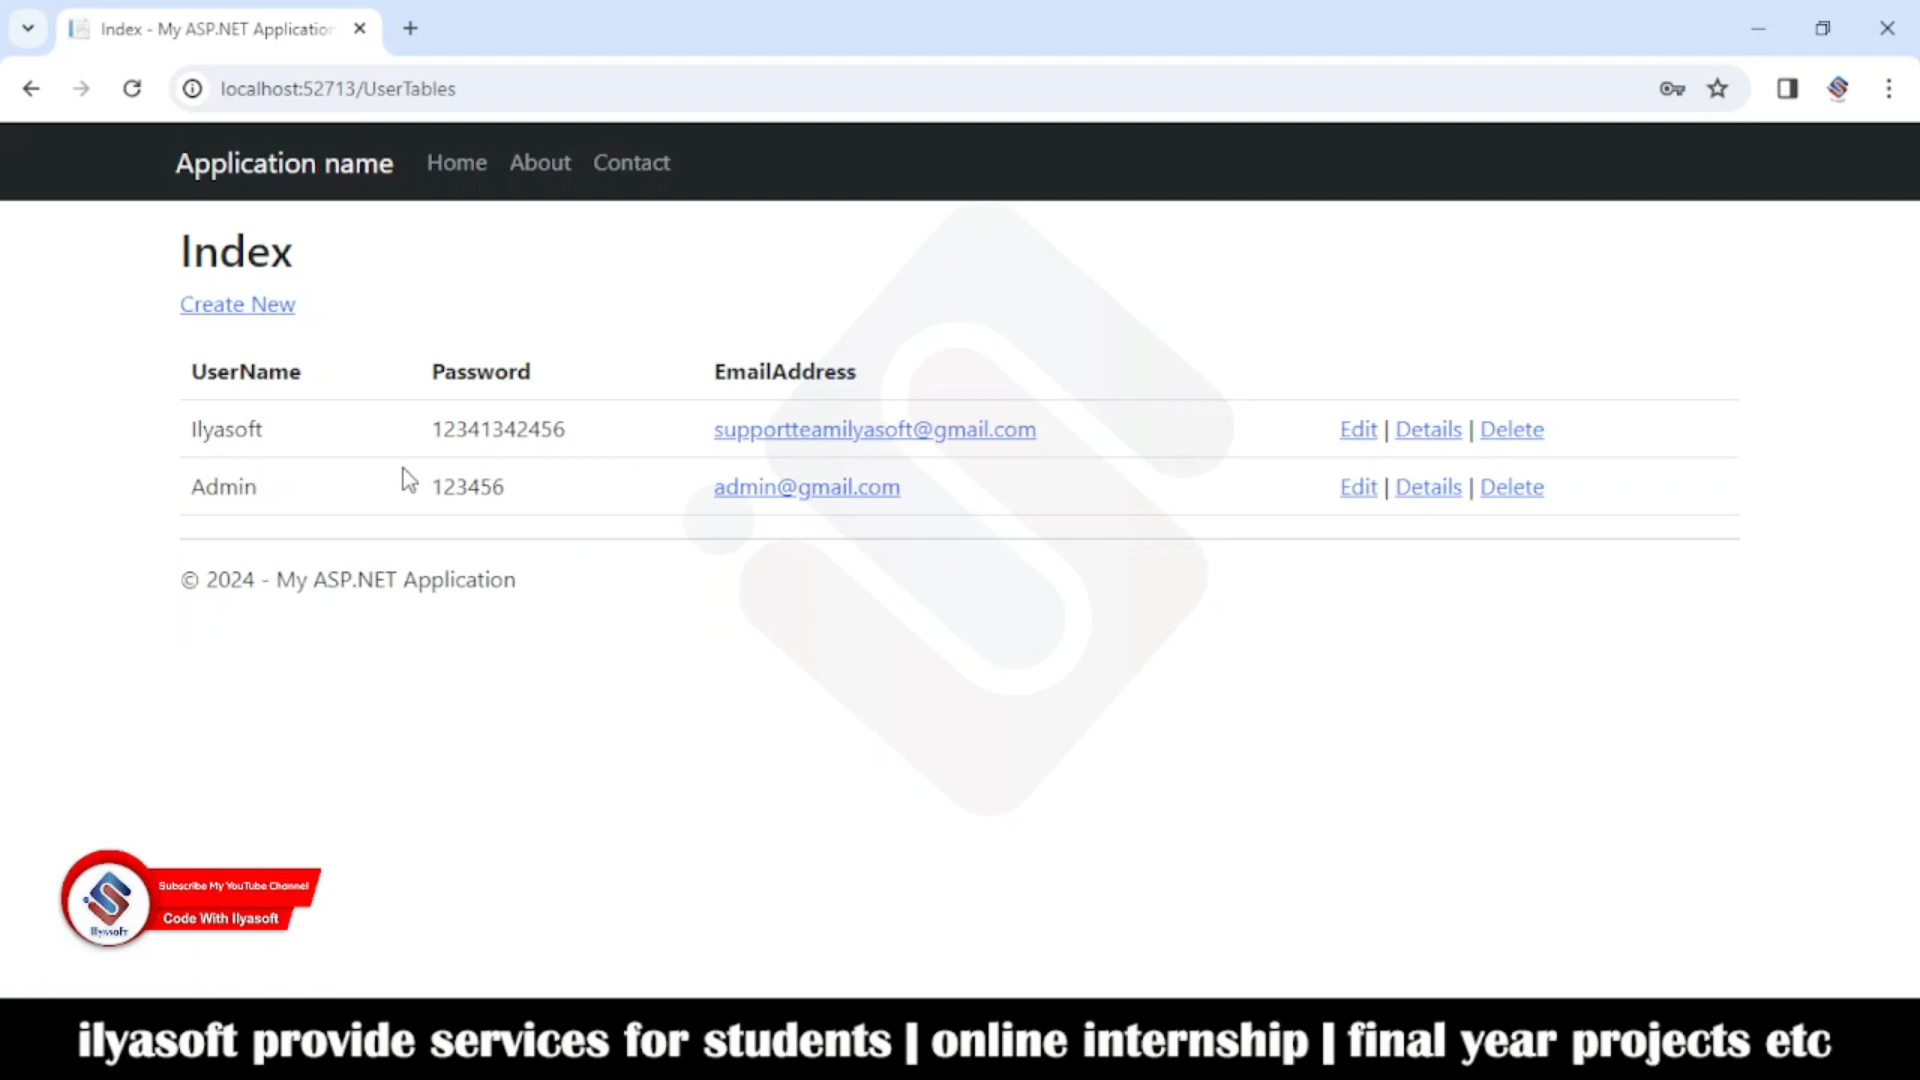 Index - My ASP.NET Application
localhost:52713/UserTables
Application name Home About Contact
Index
Create New
UserName Password EmailAddress
Ilyasoft 12341342456 supportteamilyasoft@gmail.com Edit | Details | Delete
Admin 123456 admin@gmail.com Edit | Details | Delete
© 2024 - My ASP.NET Application
Subscribe My YouTube Channel
Code With Ilyasoft
Ilyasoft
ilyasoft provide services for students | online internship | final year projects etc